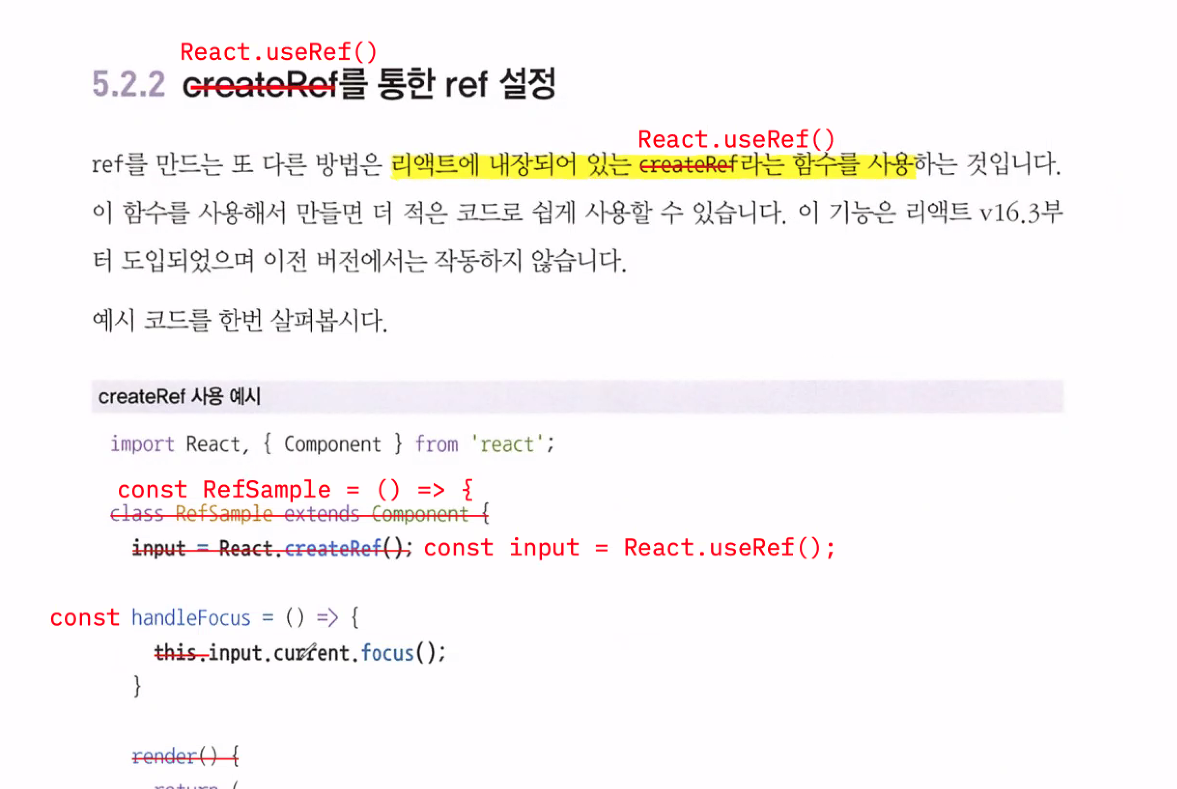 React.useRef()
5.2.2 createRef를 통한 ref 설정
React.useRef()
ref를 만드는 또 다른 방법은 리액트에 내장되어 있는 createRef라는 함수를 사용하는 것입니다.
이 함수를 사용해서 만들면 더 적은 코드로 쉽게 사용할 수 있습니다. 이 기능은 리액트 v16.3부
터 도입되었으며 이전 버전에서는 작동하지 않습니다.
예시 코드를 한번 살펴봅시다.
createRef 사용 예시
import React, { Component } from 'react';
const RefSample = () => {
class RefSample extends Component {
input = React.createRef(); const input = React.useRef();
const handleFocus = () => {
this.input.current.focus();
}
render() {
return (